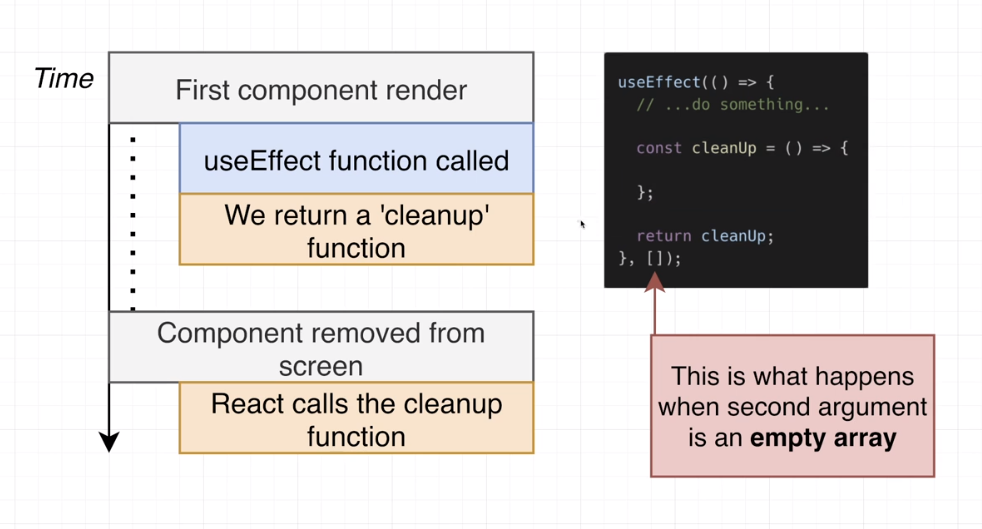 Time
First component render
useEffect function called
We return a 'cleanup'
function
Component removed from
screen
React calls the cleanup
function
useEffect(() => {
// ...do something...
const cleanUp = () => {
};
return cleanUp;
}, []);
This is what happens
when second argument
is an empty array